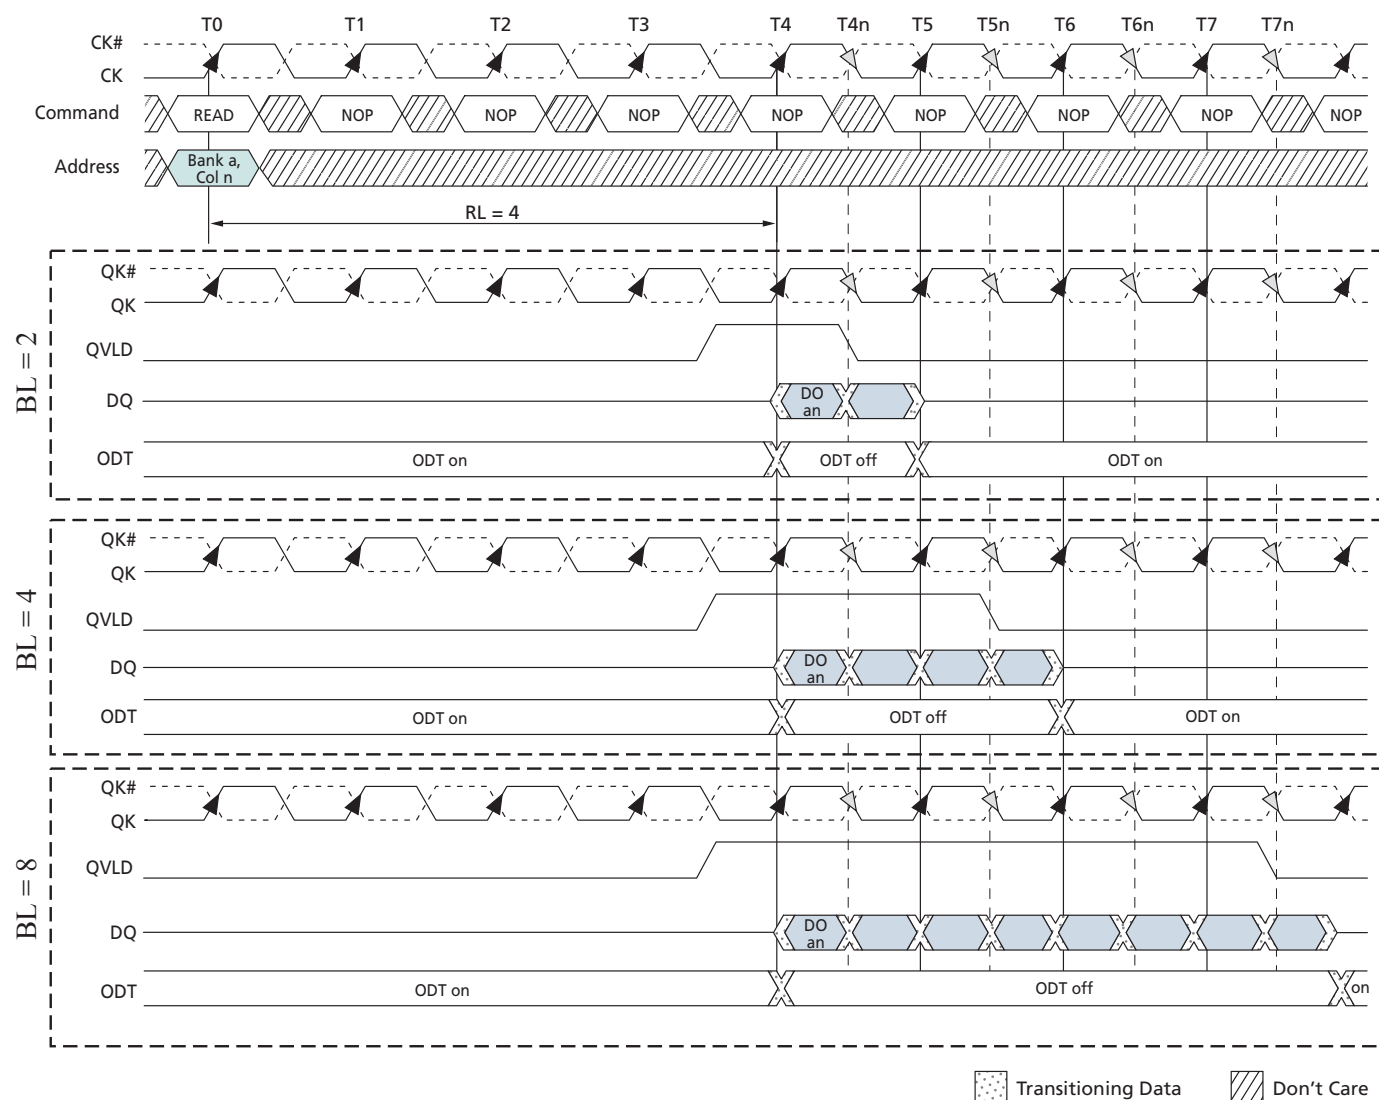 T0 T1 T2 T3 T4 T4n T5 T5n T6 T6n T7 T7n
CK#
CK
Command READ NOP NOP NOP NOP NOP NOP NOP NOP
Address Bank a,
Col n
RL = 4
BL = 2
QK#
QK
QVLD
DQ DO
an
ODT ODT on ODT off ODT on
BL = 4
QK#
QK
QVLD
DQ DO
an
ODT ODT on ODT off ODT on
BL = 8
QK#
QK
QVLD
DQ DO
an
ODT ODT on ODT off on
Transitioning Data Don't Care